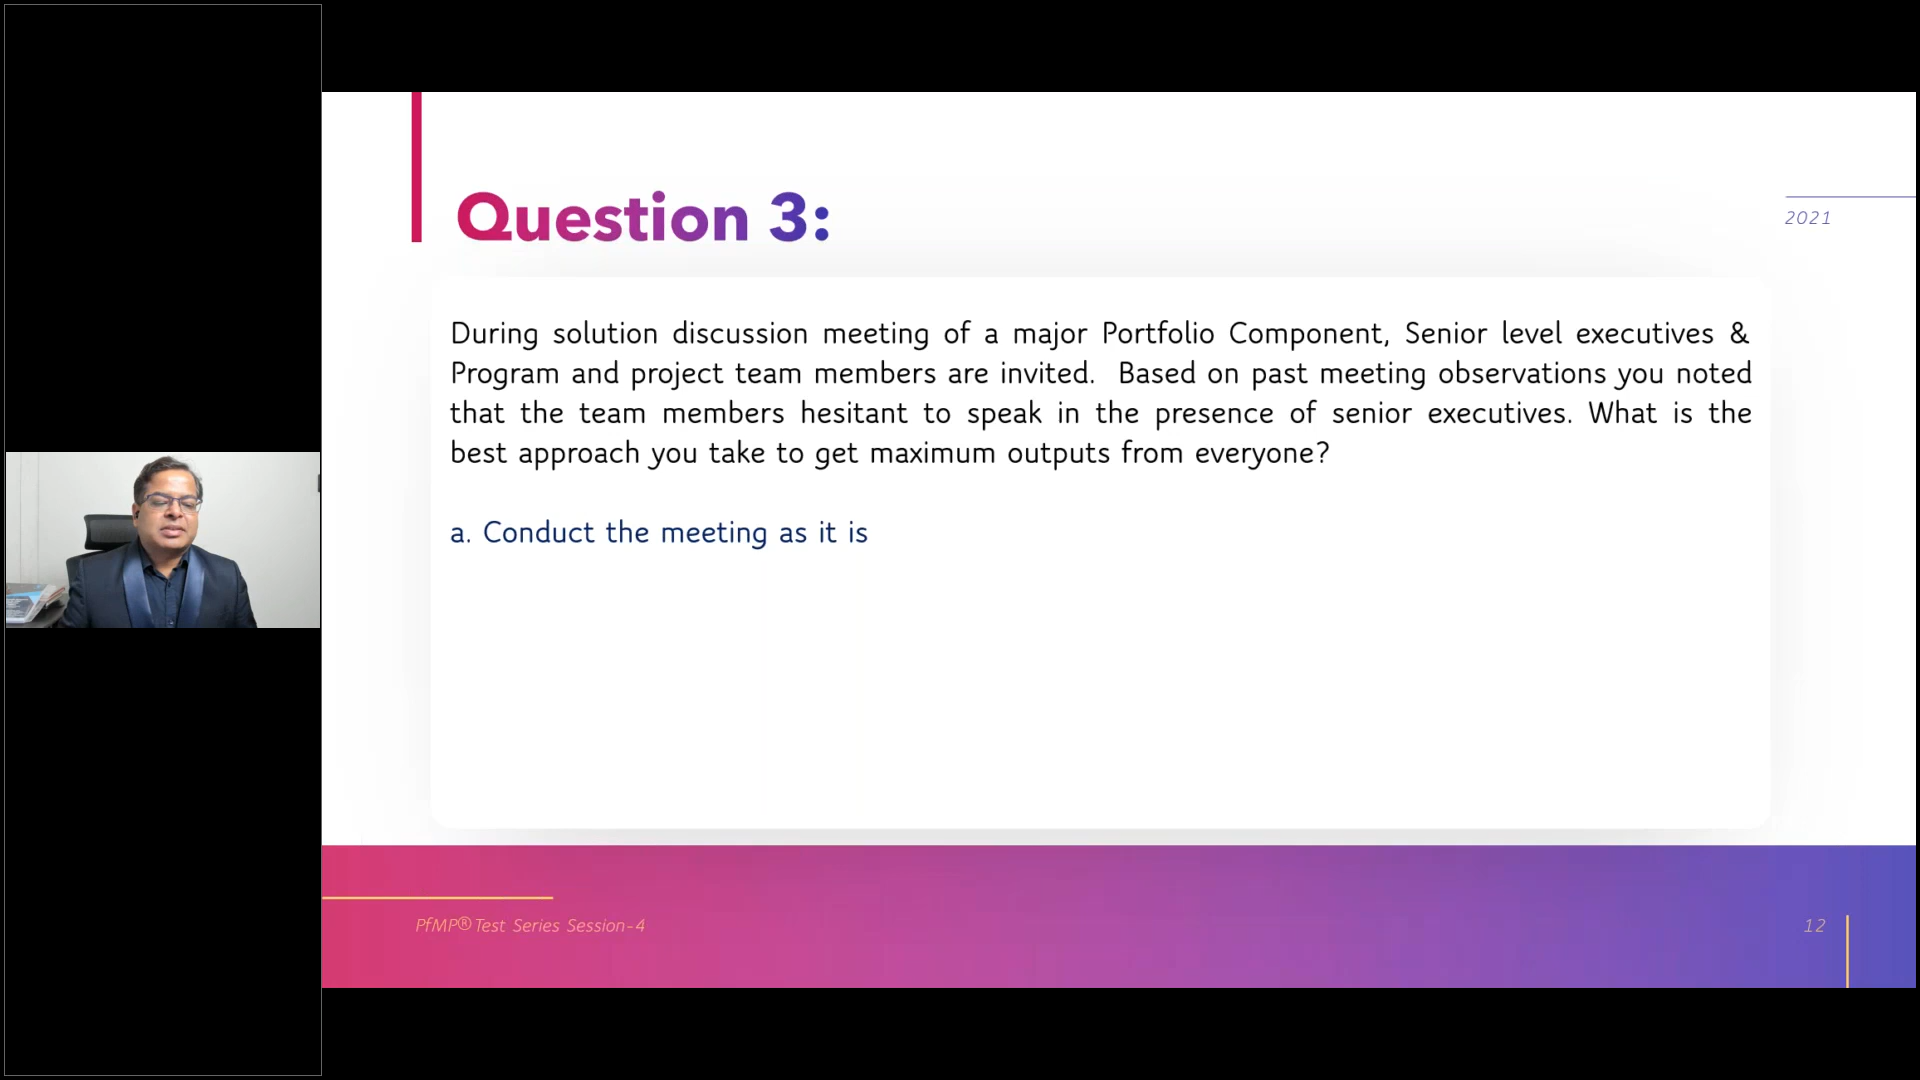 Question 3:
2021
During solution discussion meeting of a major Portfolio Component, Senior level executives &
Program and project team members are invited. Based on past meeting observations you noted
that the team members hesitant to speak in the presence of senior executives. What is the
best approach you take to get maximum outputs from everyone?
a. Conduct the meeting as it is
PfMP® Test Series Session-4
12